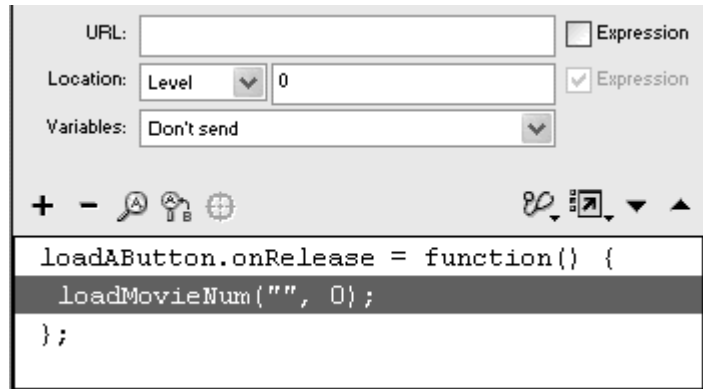 URL: Expression
Location: Level 0 Expression
Variables: Don't send
loadAButton.onRelease = function() {
loadMovieNum("", 0);
};